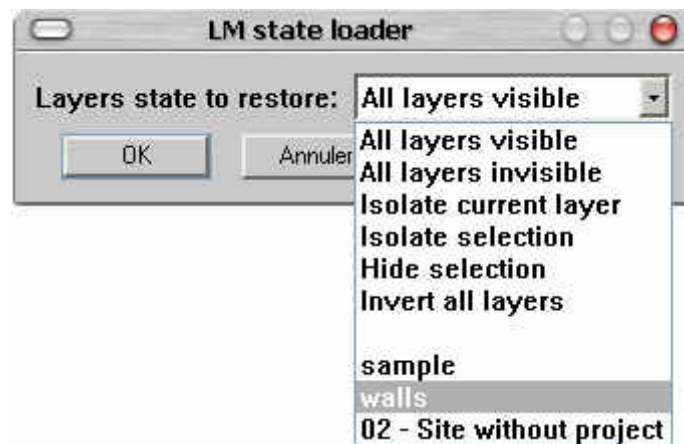 LM state loader
Layers state to restore: All layers visible
OK Annuler
All layers visible
All layers invisible
Isolate current layer
Isolate selection
Hide selection
Invert all layers
sample
walls
02 - Site without project